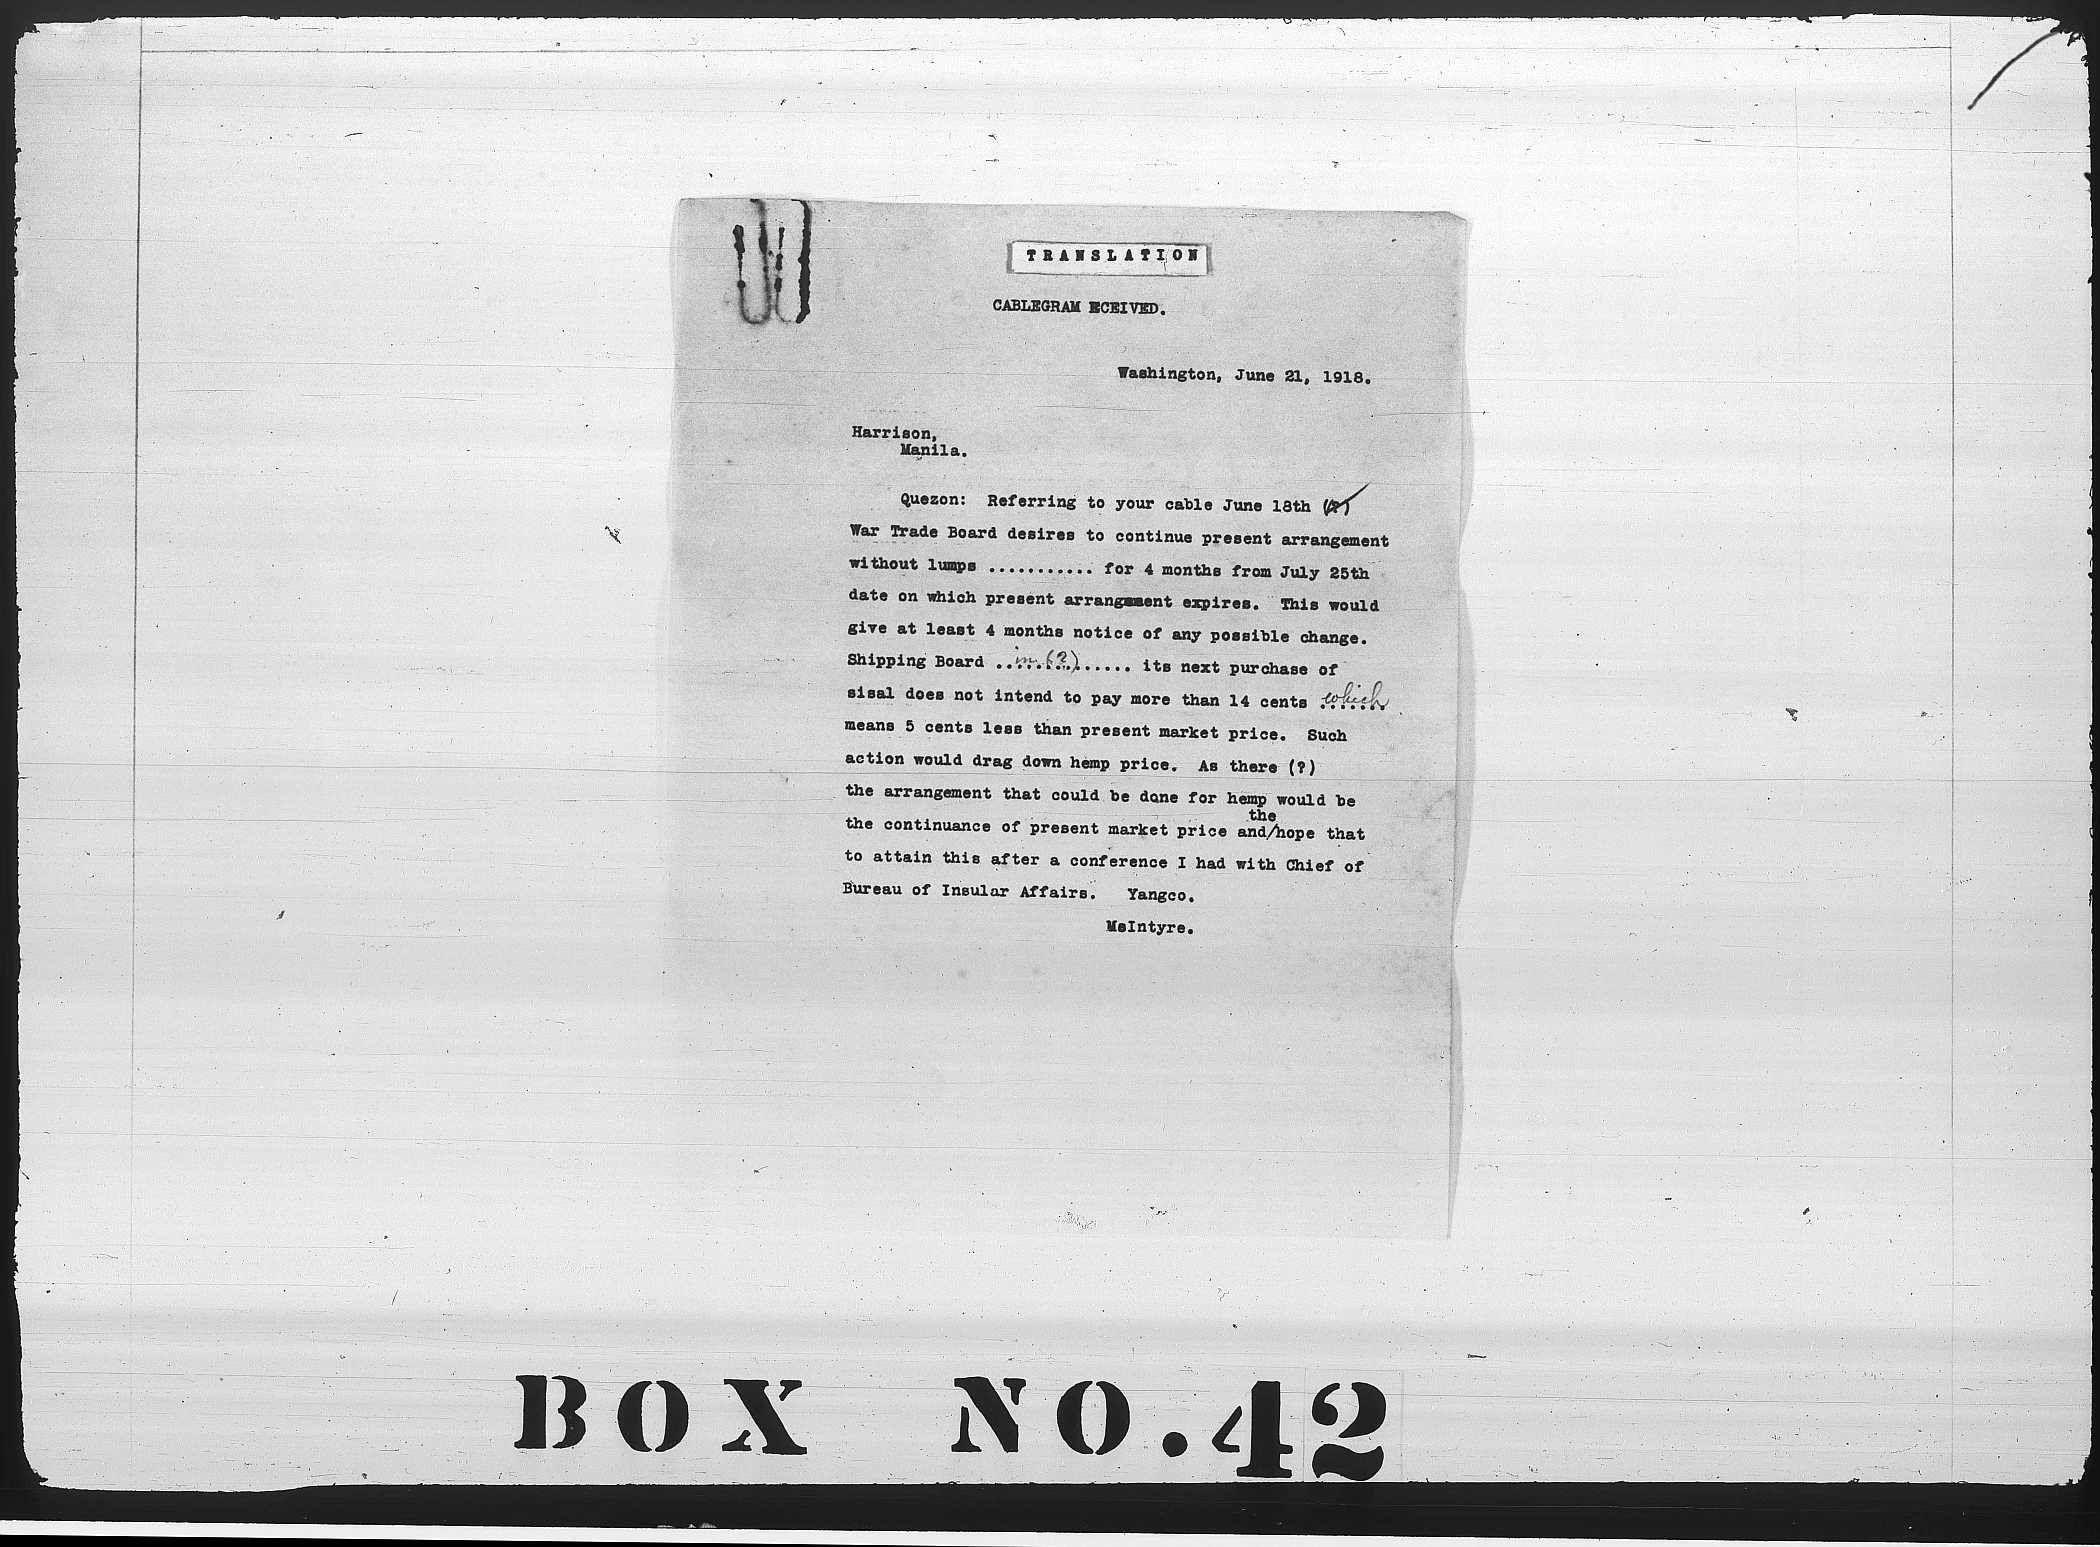 TRANSLATION
CABLEGRAM ECEIVED.
Washington, June 21, 1918.
Harrison,
Manila.
Quezon: Referring to your cable June 18th (?)
War Trade Board desires to continue present arrangement
without lumps ........... for 4 months from July 25th
date on which present arrangement expires. This would
give at least 4 months notice of any possible change.
Shipping Board ..in (?)...... its next purchase of
sisal does not intend to pay more than 14 cents which
means 5 cents less than present market price. Such
action would drag down hemp price. As there (?)
the arrangement that could be done for hemp would be
the
the continuance of present market price and/hope that
to attain this after a conference I had with Chief of
Bureau of Insular Affairs. Yangco.
McIntyre.
BOX NO. 42